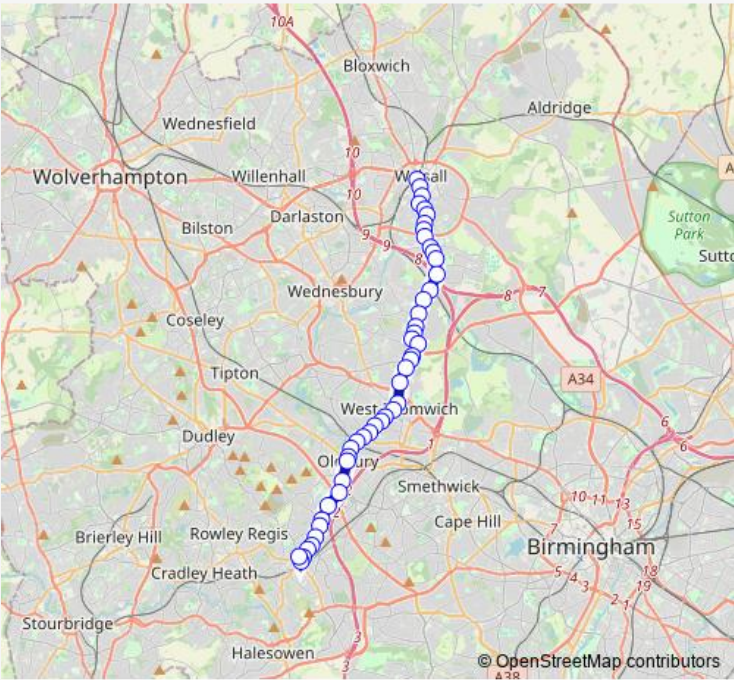 10A
Bloxwich
Aldridge
Wednesfield
10
Wolverhampton
Willenhall
Walsall
10
Darlaston
Sutton
Park
Bilston
9
9
8
Wednesbury
8
7
Coseley
Tipton
A34
West Bromwich
Dudley
1
6
6
Oldbury
Smethwick
10
11
13
Cape Hill
15
2
7
Rowley Regis
Brierley Hill
Birmingham
Cradley Heath
5
4
3
18
19
2
1
Stourbridge
3
Halesowen
3
© OpenStreetMap contributors
A38